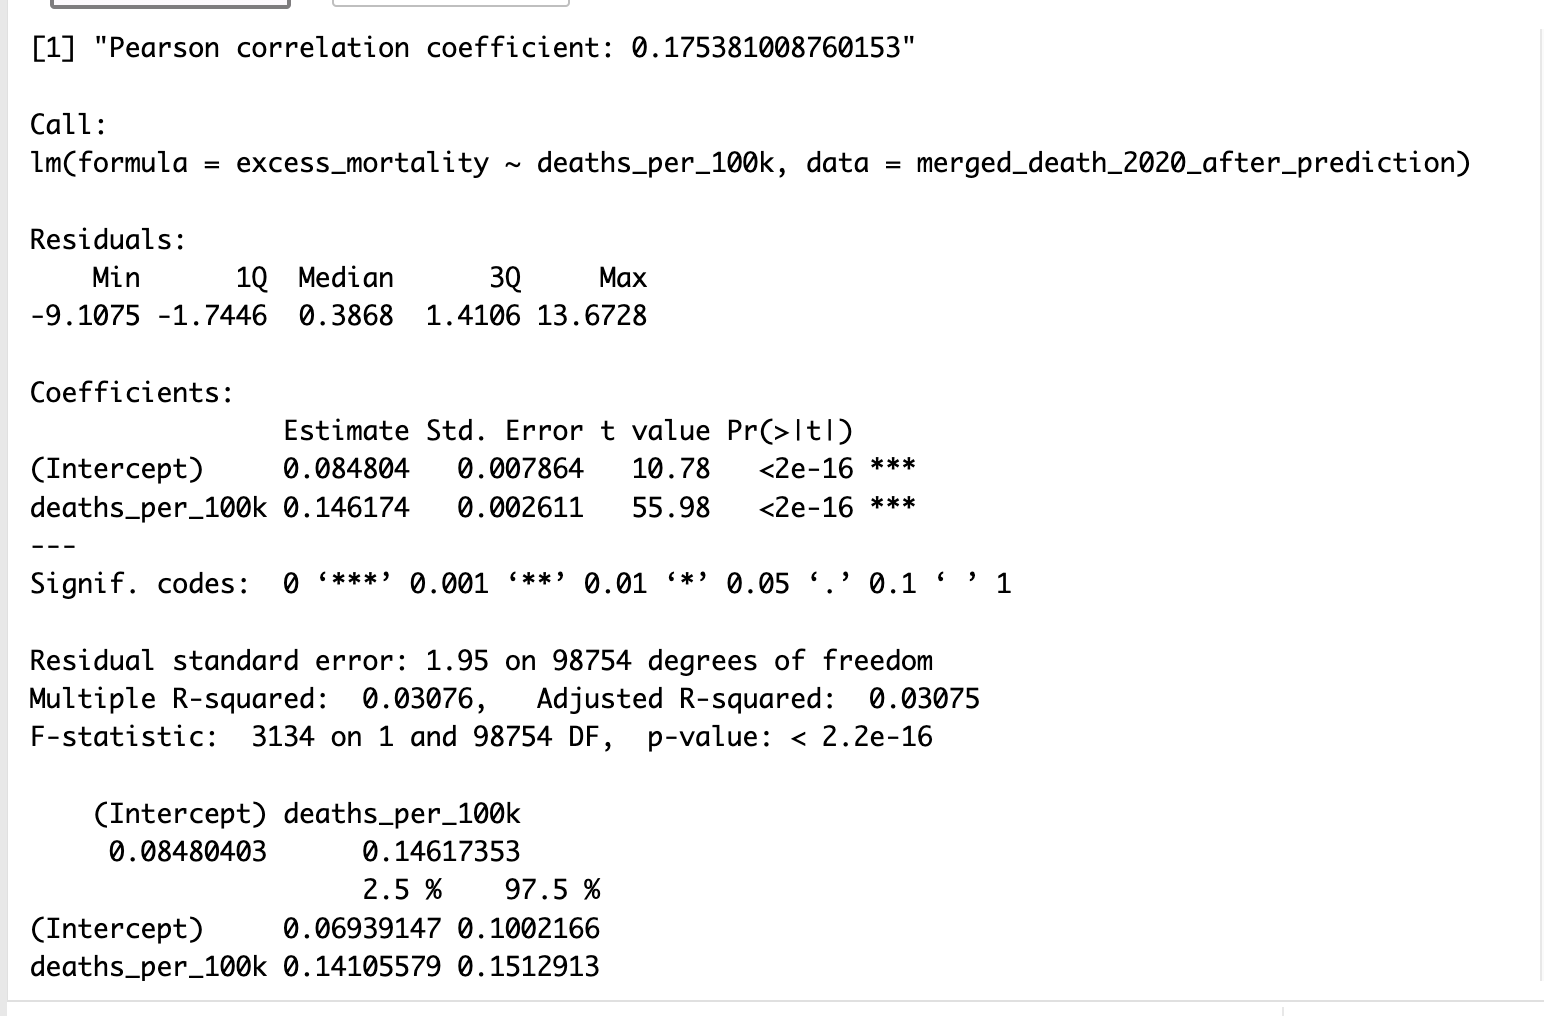 [1] "Pearson correlation coefficient: 0.175381008760153"
Call:
lm(formula = excess_mortality ~ deaths_per_100k, data = merged_death_2020_after_prediction)
Residuals:
Min 1Q Median 3Q Max
-9.1075 -1.7446 0.3868 1.4106 13.6728
Coefficients:
Estimate Std. Error t value Pr(>|t|)
(Intercept) 0.084804 0.007864 10.78 <2e-16 ***
deaths_per_100k 0.146174 0.002611 55.98 <2e-16 ***
---
Signif. codes: 0 ‘***’ 0.001 ‘**’ 0.01 ‘*’ 0.05 ‘.’ 0.1 ‘ ’ 1
Residual standard error: 1.95 on 98754 degrees of freedom
Multiple R-squared: 0.03076, Adjusted R-squared: 0.03075
F-statistic: 3134 on 1 and 98754 DF, p-value: < 2.2e-16
(Intercept) deaths_per_100k
0.08480403 0.14617353
2.5 % 97.5 %
(Intercept) 0.06939147 0.1002166
deaths_per_100k 0.14105579 0.1512913